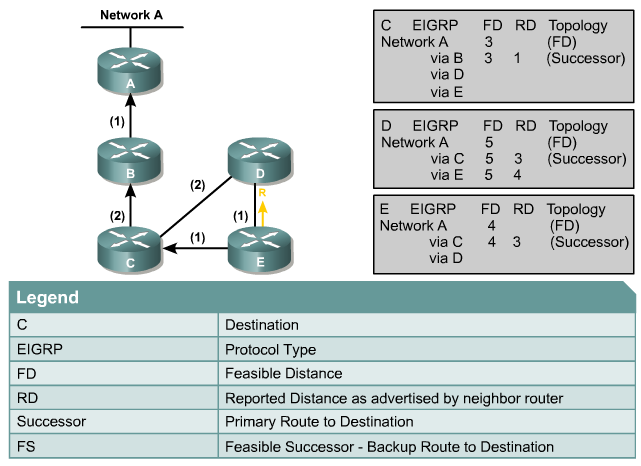 Network A
A
(1)
B
D
(2)
R
(2)
(1)
(1)
C
E
C EIGRP FD RD Topology
Network A 3 (FD)
via B 3 1 (Successor)
via D
via E
D EIGRP FD RD Topology
Network A 5 (FD)
via C 5 3 (Successor)
via E 5 4
E EIGRP FD RD Topology
Network A 4 (FD)
via C 4 3 (Successor)
via D
Legend
C Destination
EIGRP Protocol Type
FD Feasible Distance
RD Reported Distance as advertised by neighbor router
Successor Primary Route to Destination
FS Feasible Successor - Backup Route to Destination